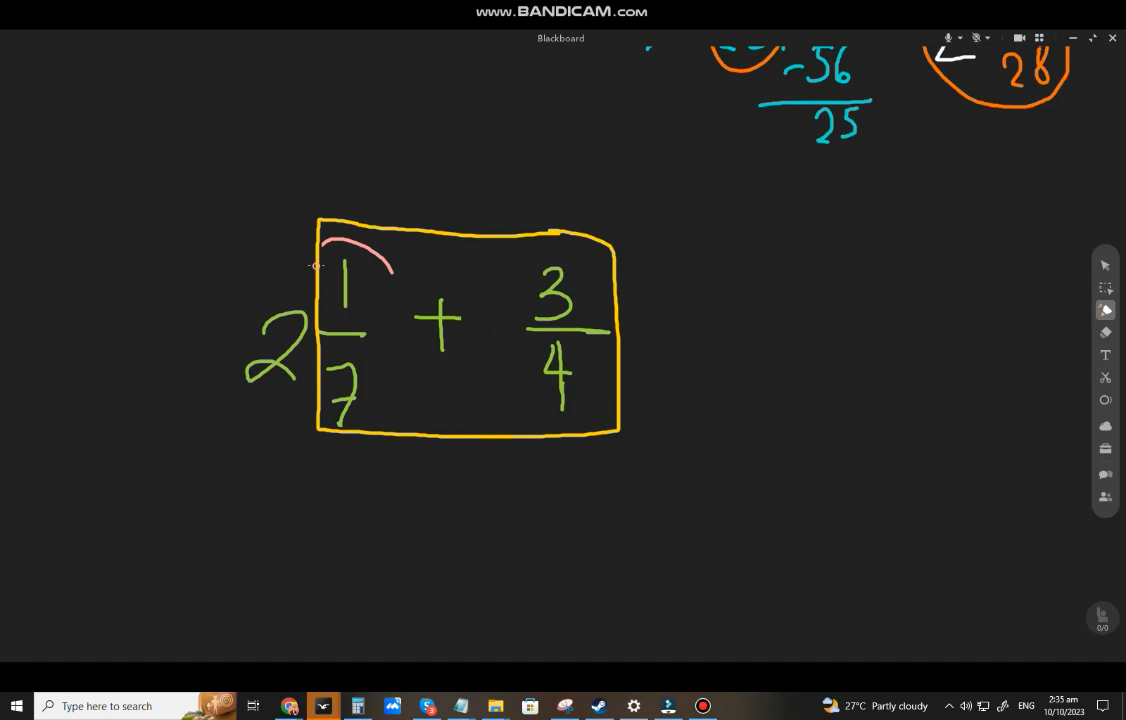 www.BANDICAM.com
Blackboard
-56
25
28
2 1/7 + 3/4
0/0
Type here to search
27°C Partly cloudy
ENG
2:35 am
10/10/2023